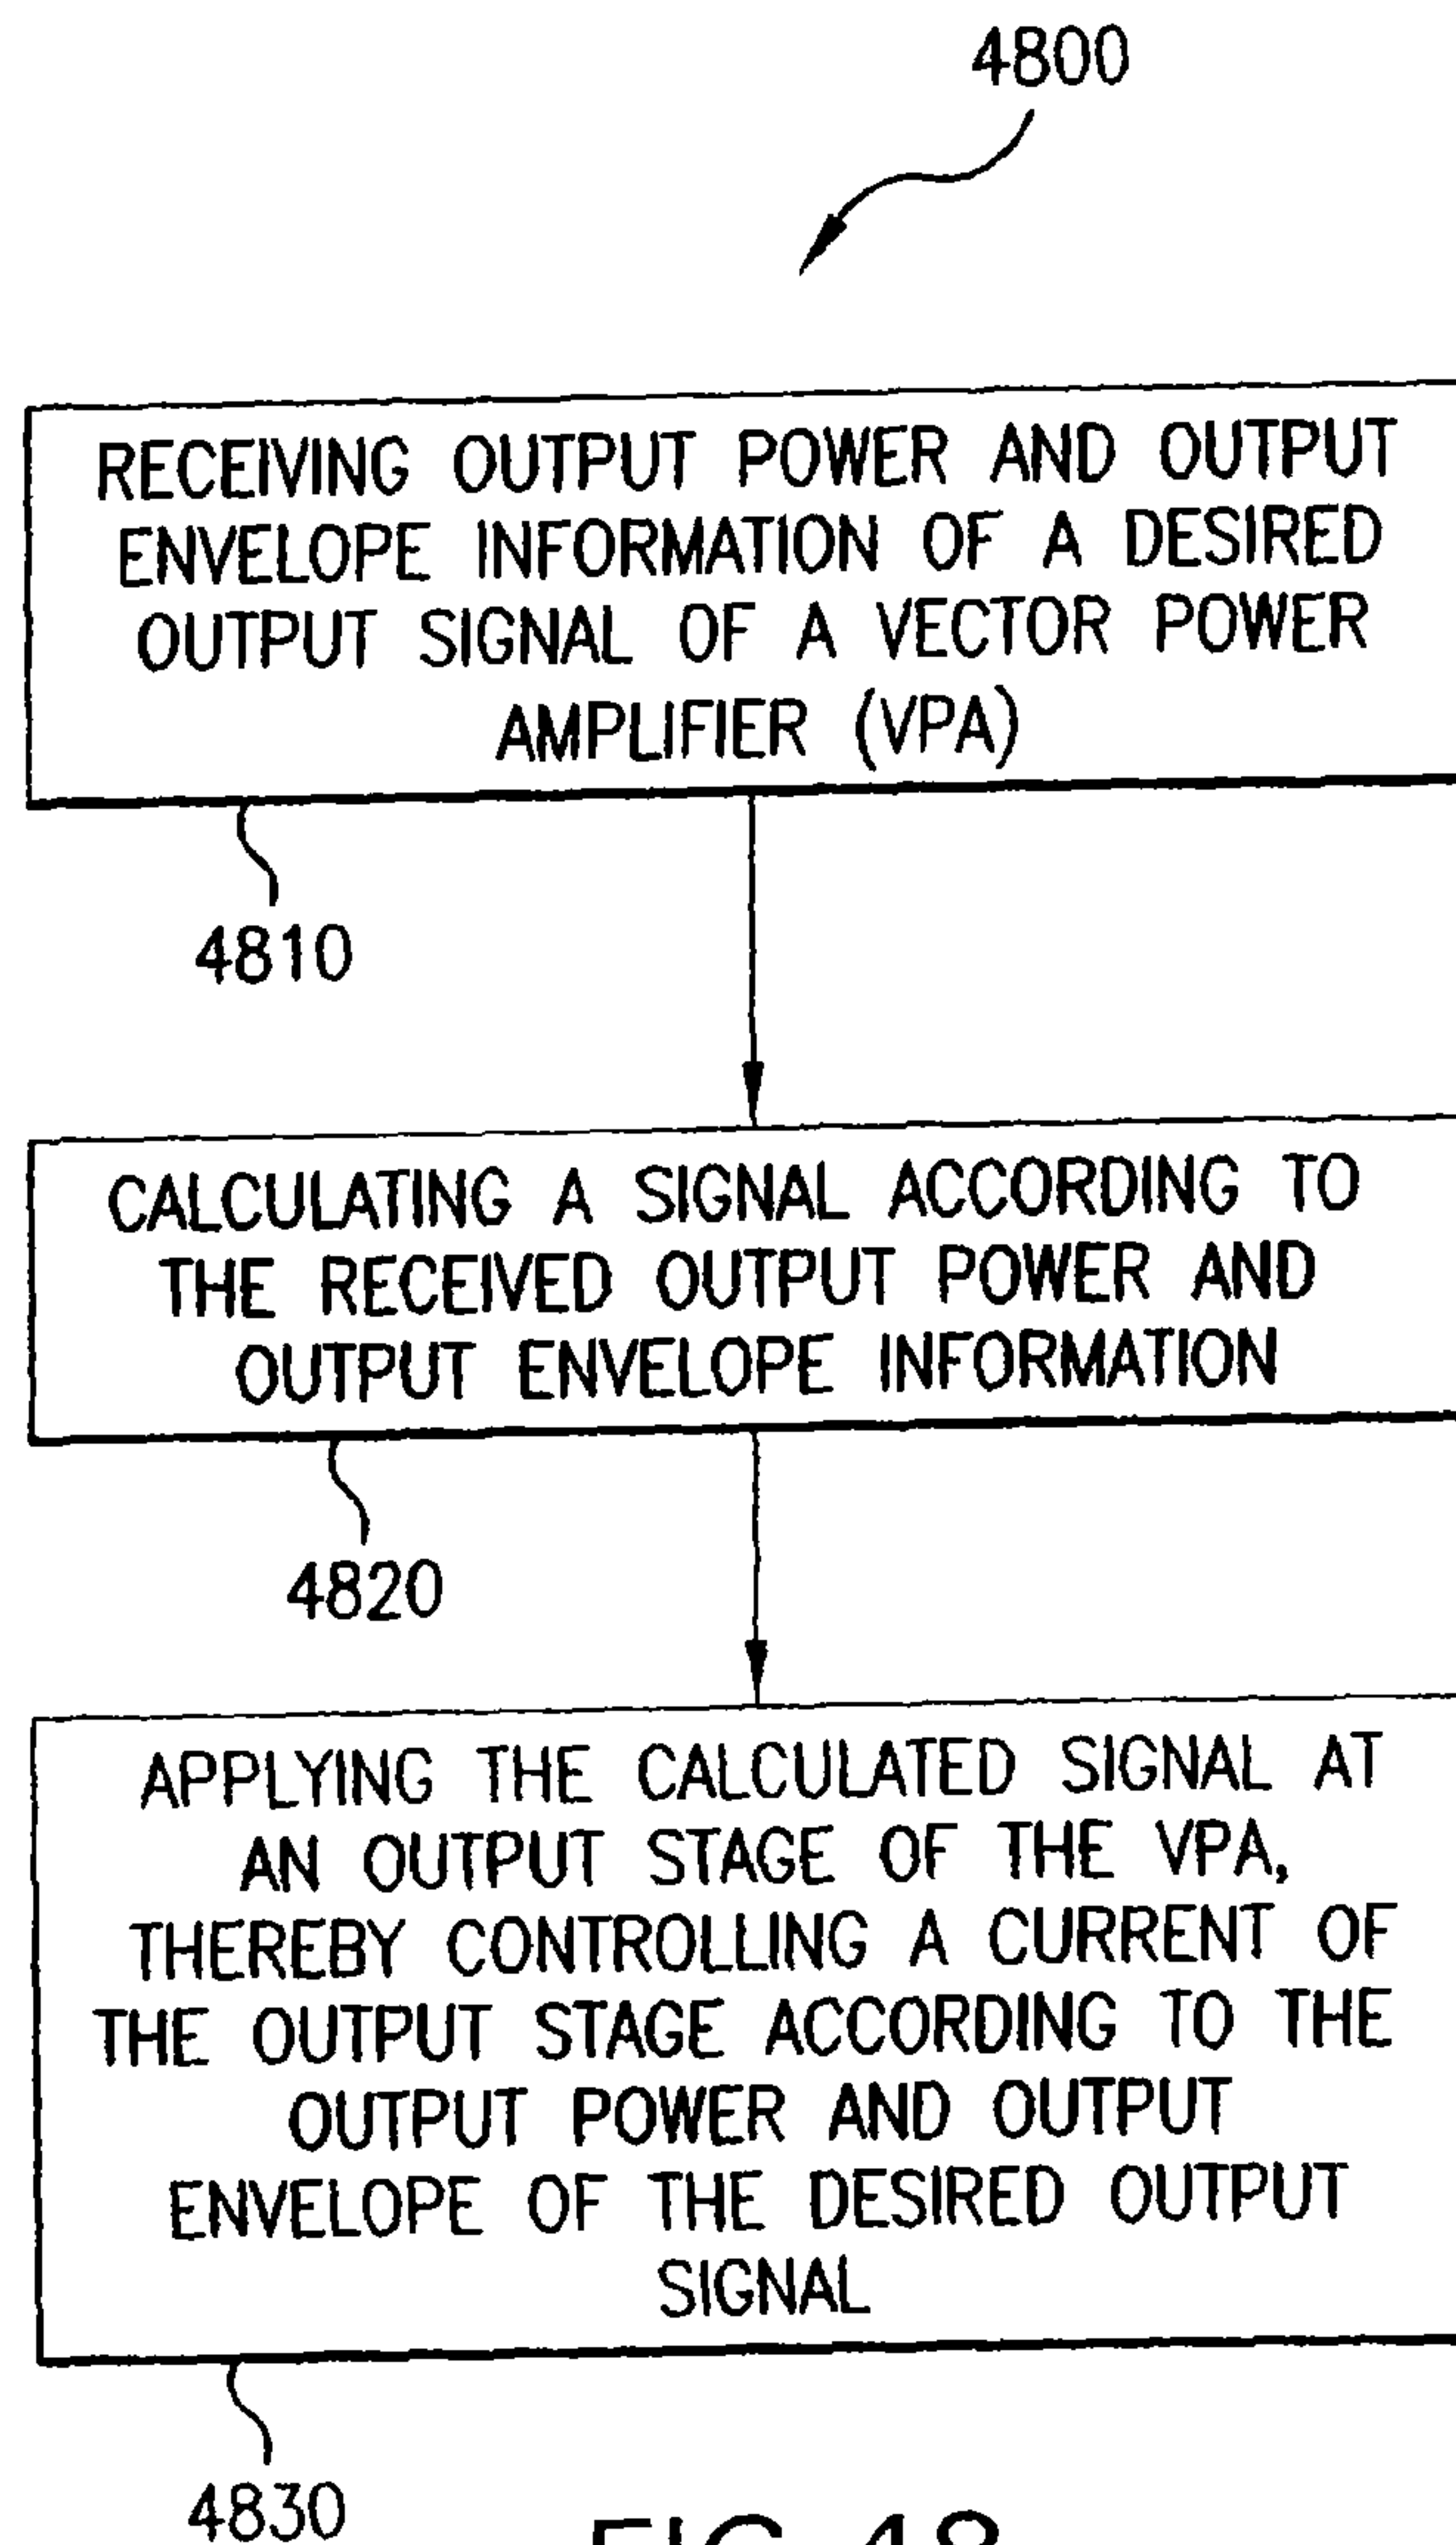 4800
RECEIVING OUTPUT POWER AND OUTPUT
ENVELOPE INFORMATION OF A DESIRED
OUTPUT SIGNAL OF A VECTOR POWER
AMPLIFIER (VPA)
4810
CALCULATING A SIGNAL ACCORDING TO
THE RECEIVED OUTPUT POWER AND
OUTPUT ENVELOPE INFORMATION
4820
APPLYING THE CALCULATED SIGNAL AT
AN OUTPUT STAGE OF THE VPA,
THEREBY CONTROLLING A CURRENT OF
THE OUTPUT STAGE ACCORDING TO THE
OUTPUT POWER AND OUTPUT
ENVELOPE OF THE DESIRED OUTPUT
SIGNAL
4830
FIG. 48